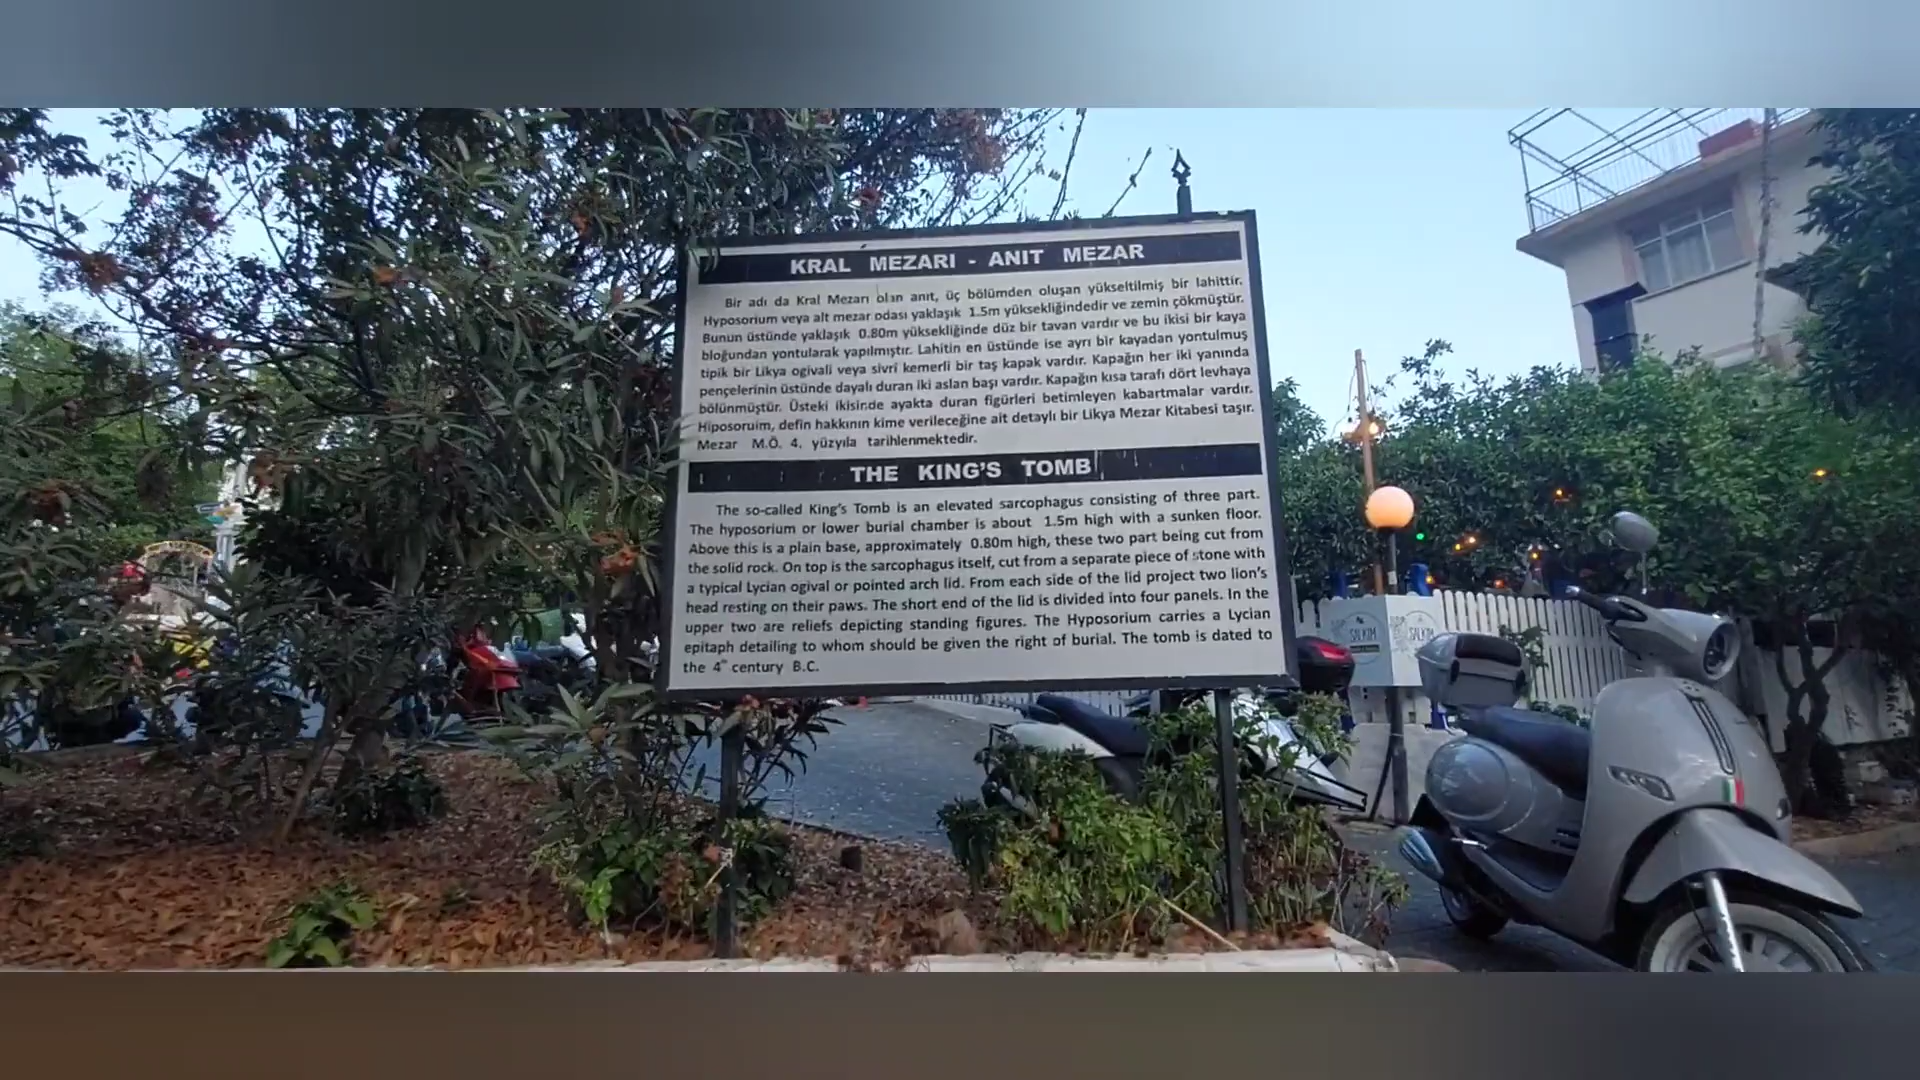 KRAL MEZARI - ANIT MEZAR
Bir adı da Kral Mezarı olan anıt, üç bölümden oluşan yükseltilmiş bir lahittir.
Hyposorium veya alt mezar odası yaklaşık 1.5m yüksekliğindedir ve zemin çökmüştür.
Bunun üstünde yaklaşık 0.80m yüksekliğinde düz bir tavan vardır ve bu ikisi bir kaya
bloğundan yontularak yapılmıştır. Lahitin en üstünde ise ayrı bir kayadan yontulmuş
tipik bir Likya ogivali veya sivri kemerli bir taş kapak vardır. Kapağın her iki yanında
pençelerinin üstünde dayalı duran iki aslan başı vardır. Kapağın kısa tarafı dört levhaya
bölünmüştür. Üsteki ikisinde ayakta duran figürleri betimleyen kabartmalar vardır.
Hiposoruim, defin hakkının kime verileceğine ait detaylı bir Likya Mezar Kitabesi taşır.
Mezar M.Ö. 4. yüzyıla tarihlenmektedir.
THE KING'S TOMB
The so-called King's Tomb is an elevated sarcophagus consisting of three part.
The hyposorium or lower burial chamber is about 1.5m high with a sunken floor.
Above this is a plain base, approximately 0.80m high, these two part being cut from
the solid rock. On top is the sarcophagus itself, cut from a separate piece of stone with
a typical Lycian ogival or pointed arch lid. From each side of the lid project two lion's
head resting on their paws. The short end of the lid is divided into four panels. In the
upper two are reliefs depicting standing figures. The Hyposorium carries a Lycian
epitaph detailing to whom should be given the right of burial. The tomb is dated to
the 4th century B.C.
SALKIM
SALKIM